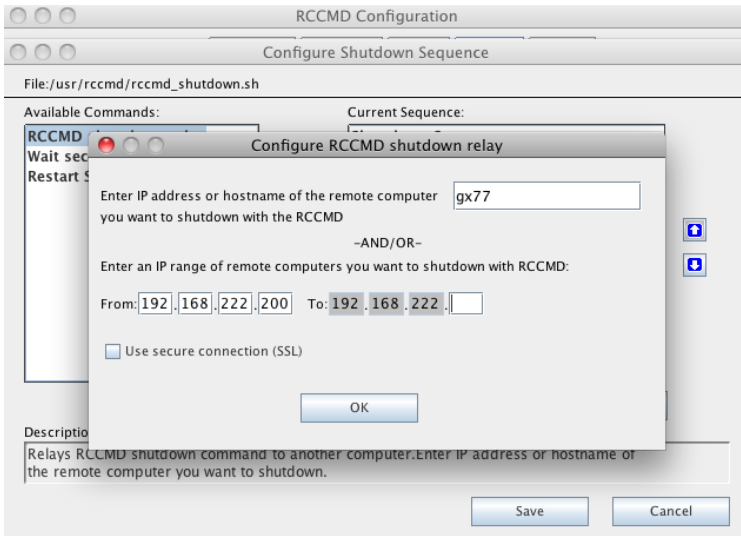 RCCMD Configuration
Configure Shutdown Sequence
File:/usr/rccmd/rccmd_shutdown.sh
Available Commands:
Current Sequence:
RCCMD
Wait sec
Restart S
Configure RCCMD shutdown relay
Enter IP address or hostname of the remote computer
you want to shutdown with the RCCMD
gx77
-AND/OR-
Enter an IP range of remote computers you want to shutdown with RCCMD:
From: 192.168.222.200 To: 192.168.222.
Use secure connection (SSL)
OK
Descriptio
Relays RCCMD shutdown command to another computer.Enter IP address or hostname of
the remote computer you want to shutdown.
Save
Cancel